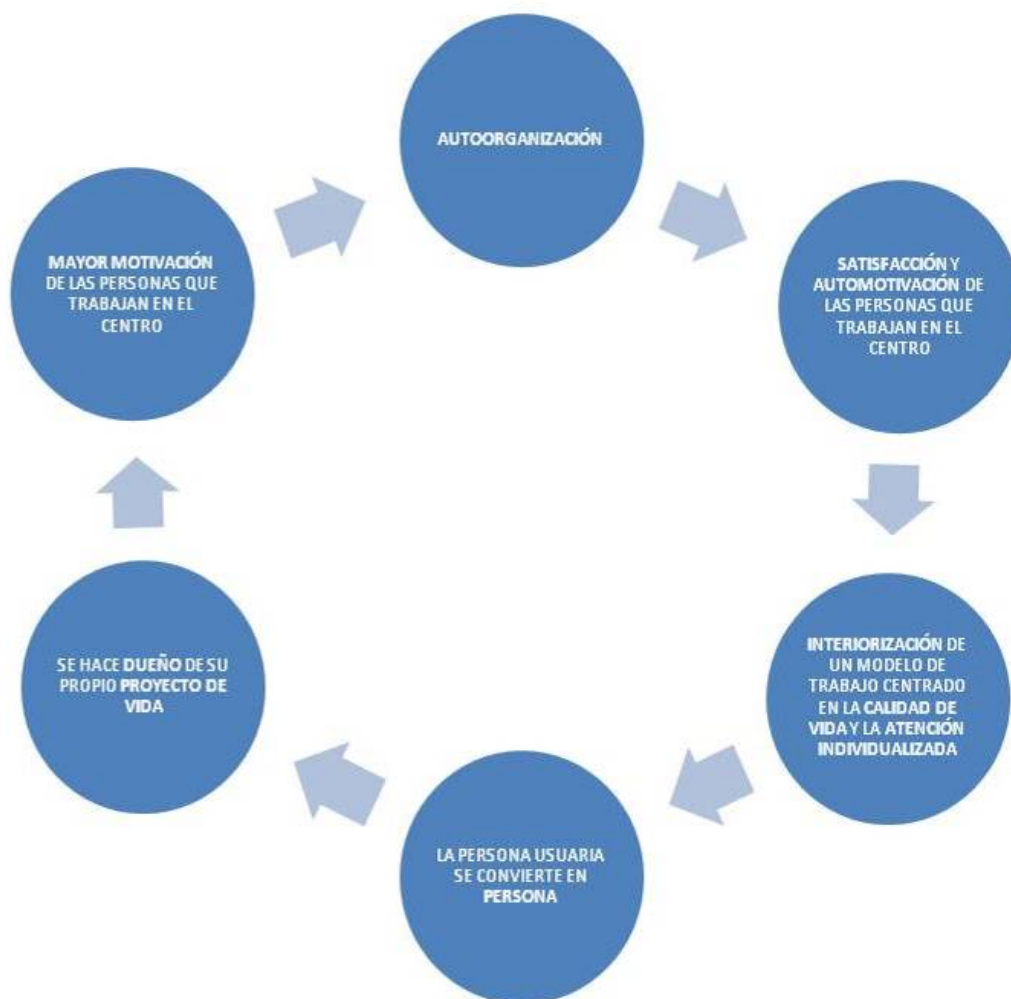 AUTOORGANIZACIÓN
SATISFACCIÓN Y
AUTOMOTIVACIÓN DE
LAS PERSONAS QUE
TRABAJAN EN EL
CENTRO
INTERIORIZACIÓN DE
UN MODELO DE
TRABAJO CENTRADO
EN LA CALIDAD DE
VIDA Y LA ATENCIÓN
INDIVIDUALIZADA
LA PERSONA USUARIA
SE CONVIERTE EN
PERSONA
SE HACE DUEÑO DE SU
PROPIO PROYECTO DE
VIDA
MAYOR MOTIVACIÓN
DE LAS PERSONAS QUE
TRABAJAN EN EL
CENTRO